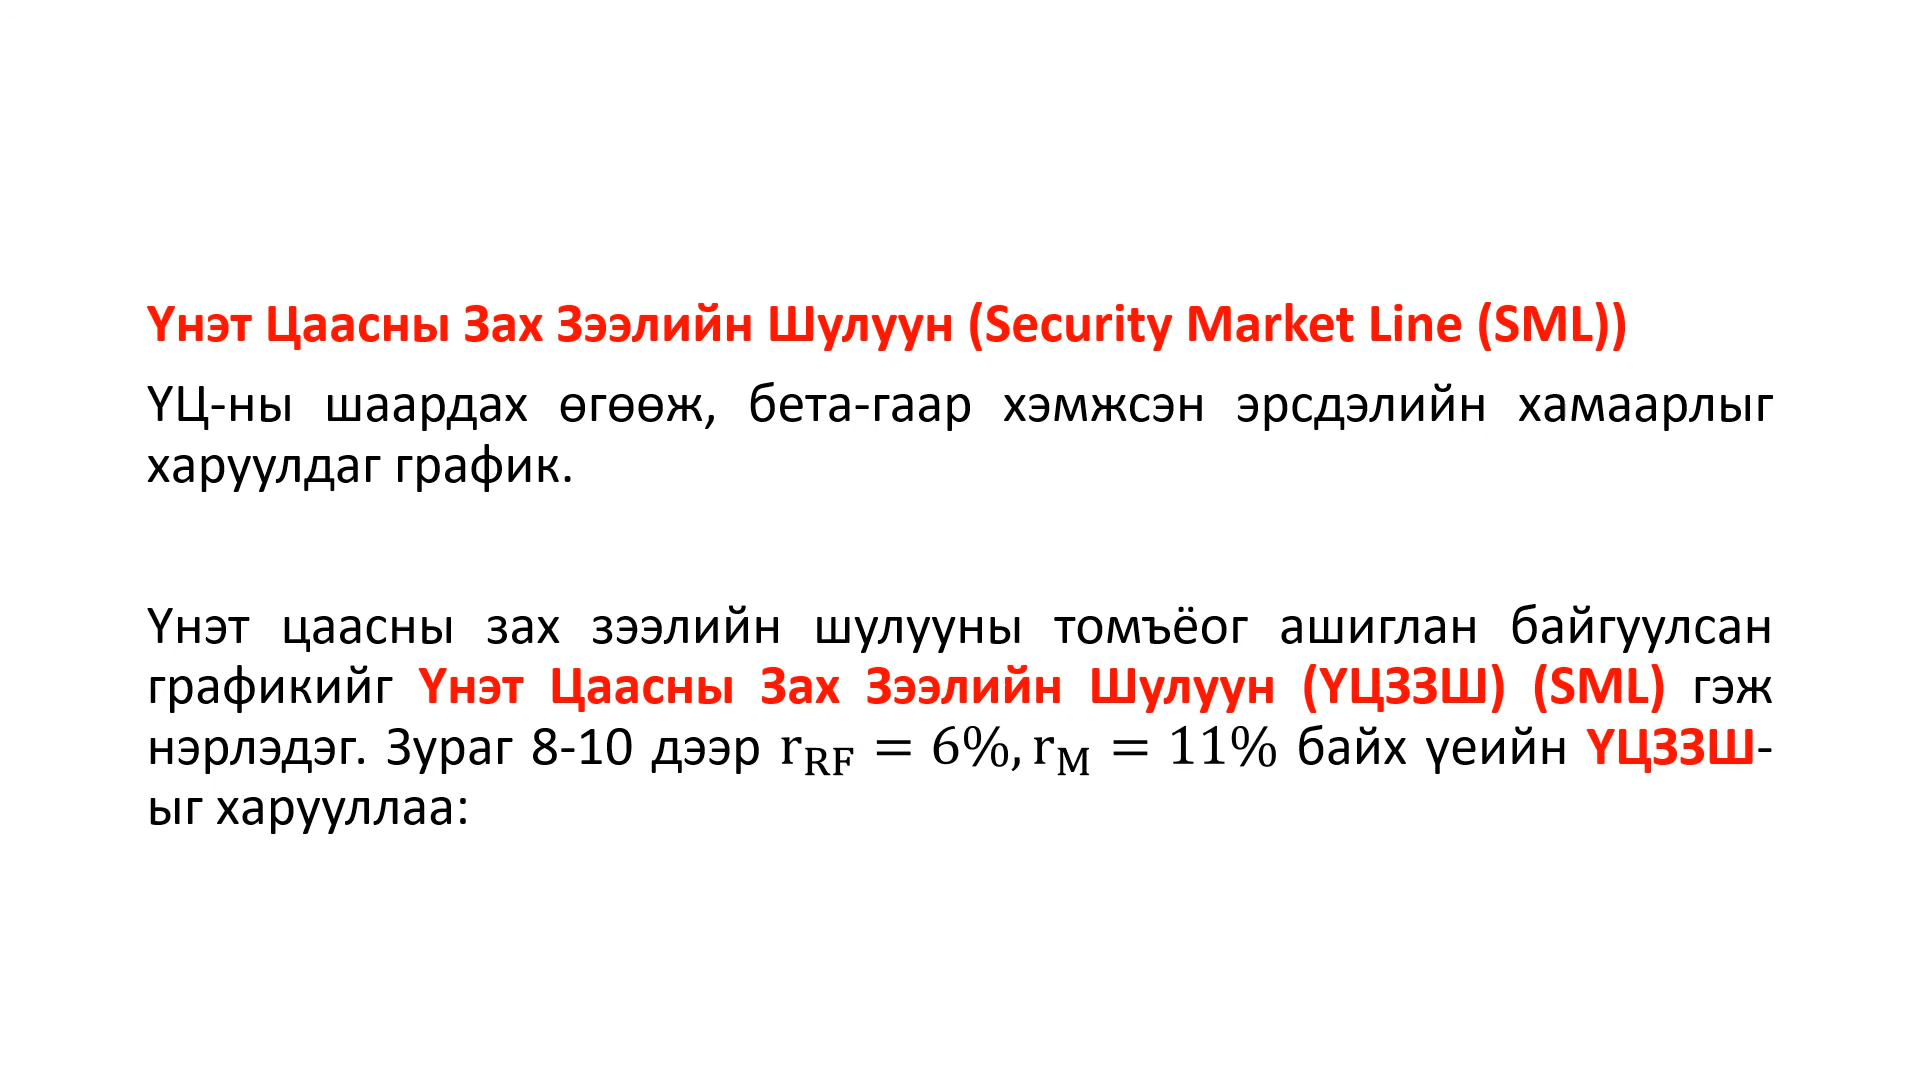 Үнэт Цаасны Зах Зээлийн Шулуун (Security Market Line (SML))
ҮЦ-ны шаардах өгөөж, бета-гаар хэмжсэн эрсдэлийн хамаарлыг
харуулдаг график.
Үнэт цаасны зах зээлийн шулууны томъёог ашиглан байгуулсан
графикийг Үнэт Цаасны Зах Зээлийн Шулуун (ҮЦЗЗШ) (SML) гэж
нэрлэдэг. Зураг 8-10 дээр r_RF = 6%, r_M = 11% байх үеийн ҮЦЗЗШ-
ыг харууллаа: